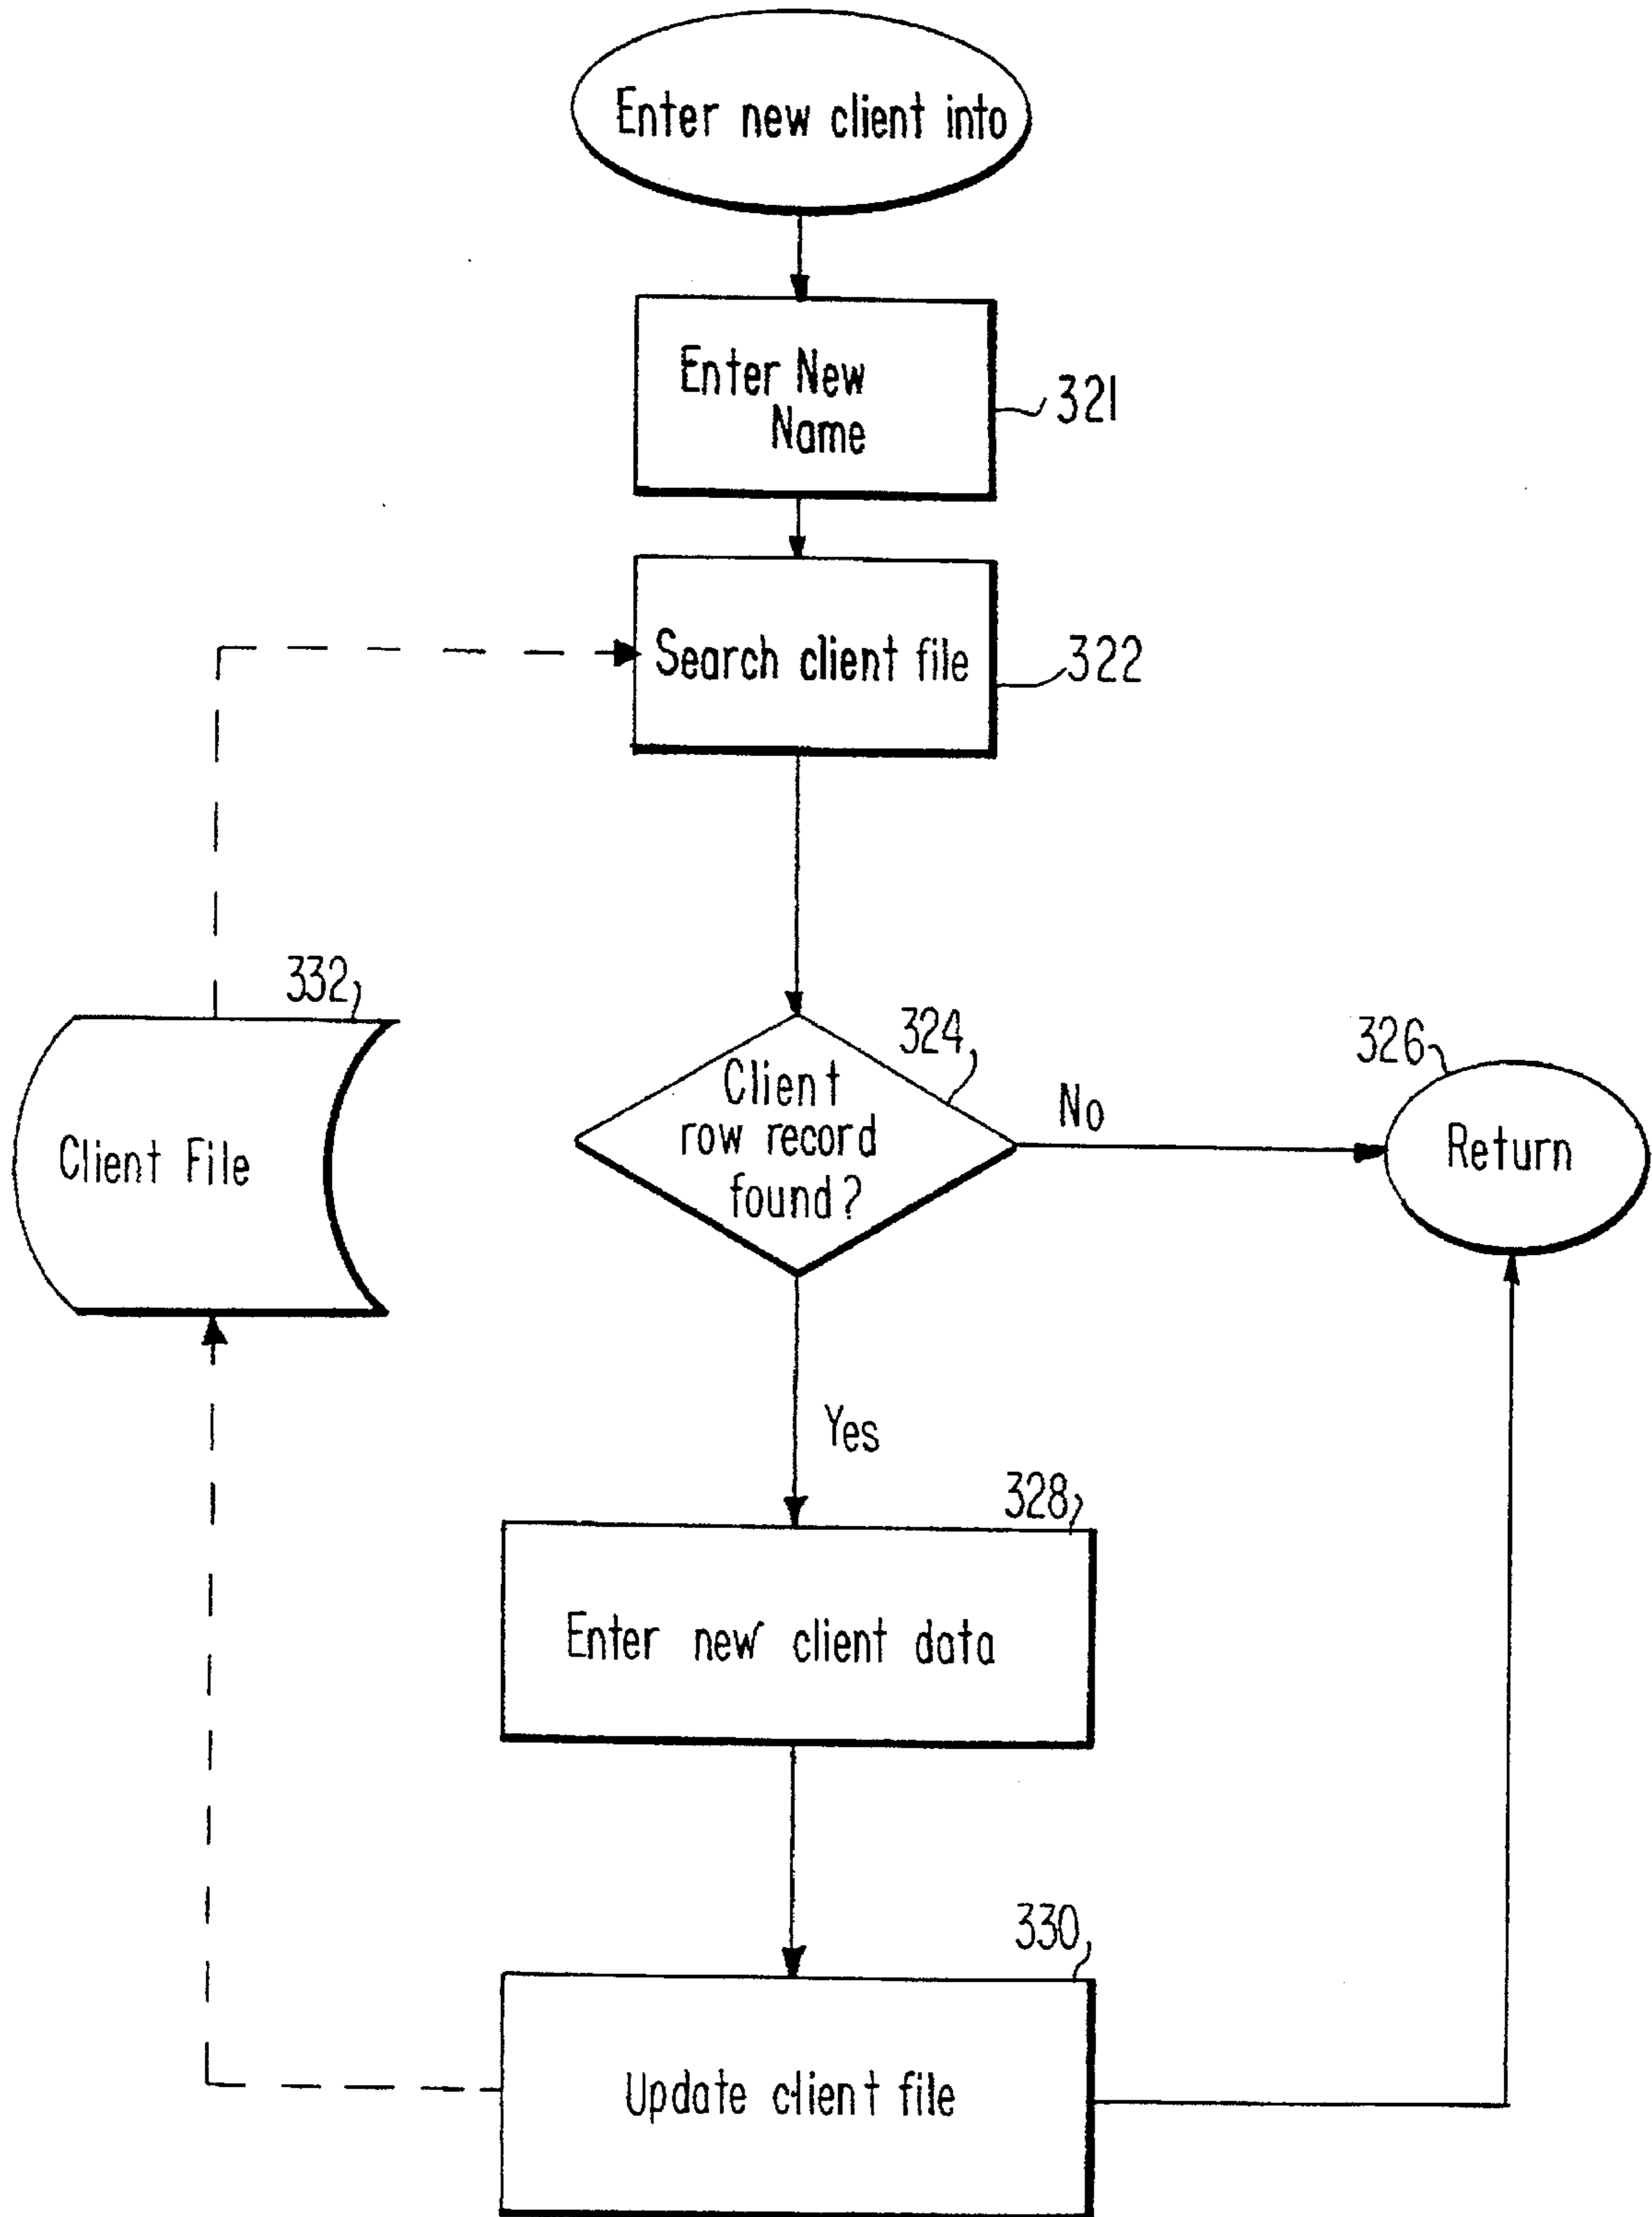 Enter new client into
Enter New
Name
321
Search client file
322
332
Client File
324
Client
row record
found?
No
326
Return
Yes
328
Enter new client data
330
Update client file